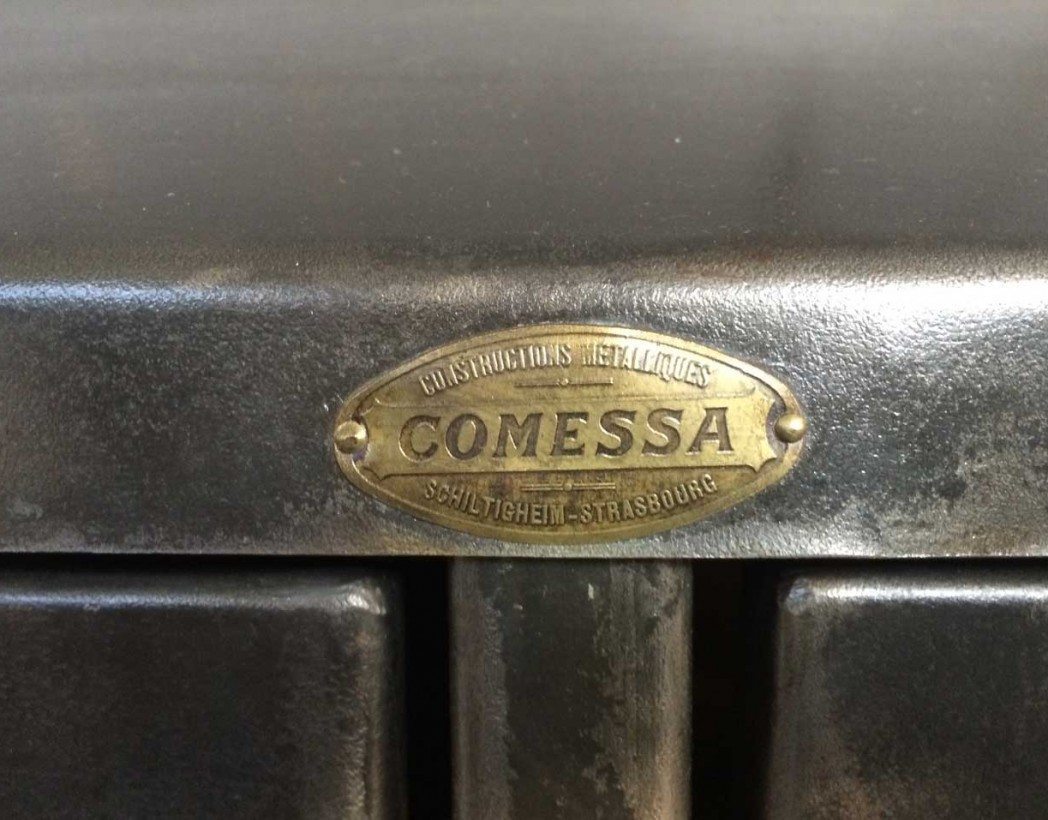 CONSTRUCTIONS METALLIQUES
COMESSA
SCHILTIGHEIM-STRASBOURG